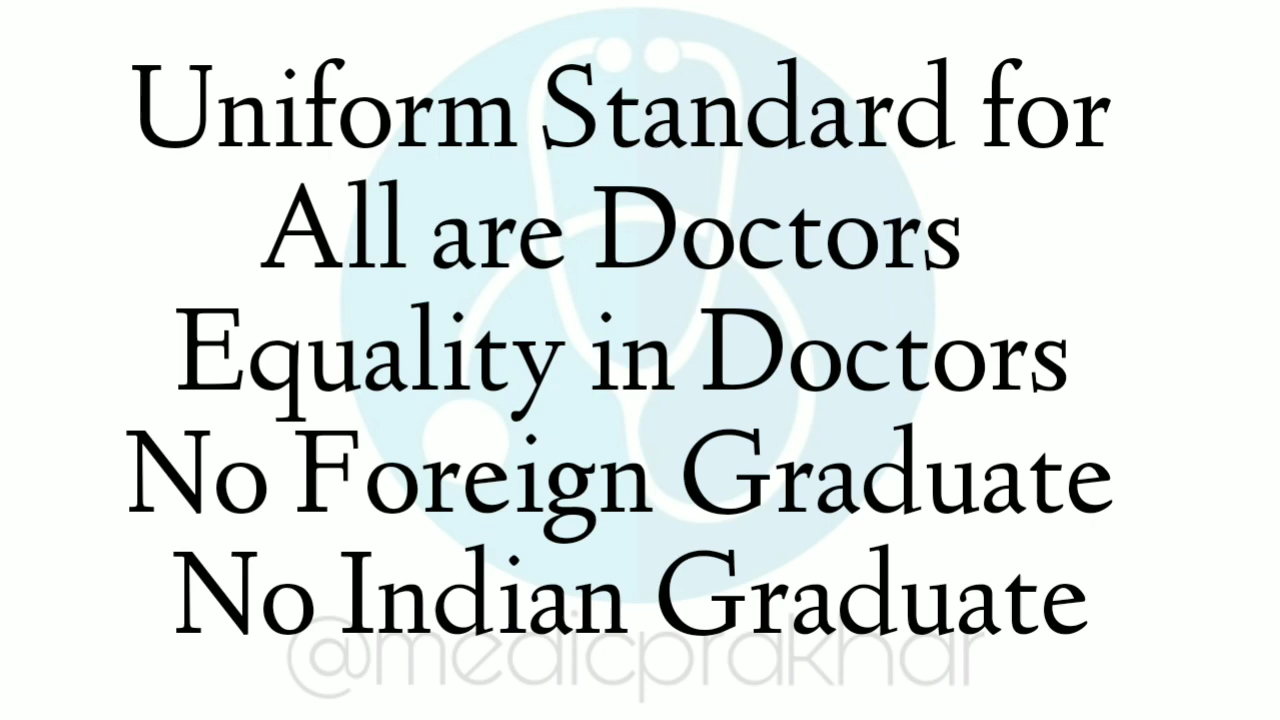 Uniform Standard for
All are Doctors
Equality in Doctors
No Foreign Graduate
No Indian Graduate
@medicprakhar